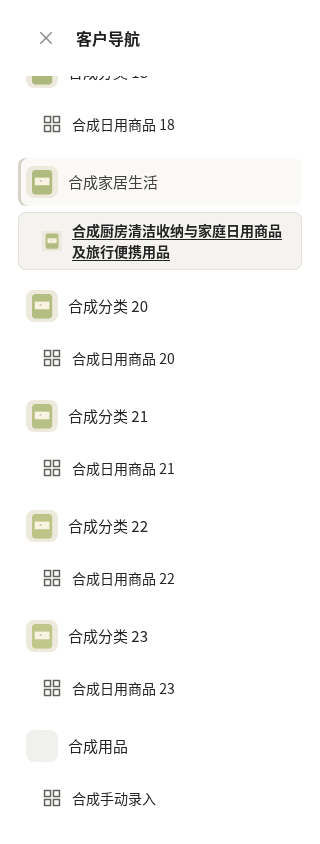 客户导航
合成日用商品 18
合成家居生活
合成厨房清洁收纳与家庭日用商品
及旅行便携用品
合成分类 20
合成日用商品 20
合成分类 21
合成日用商品 21
合成分类 22
合成日用商品 22
合成分类 23
合成日用商品 23
合成用品
合成手动录入